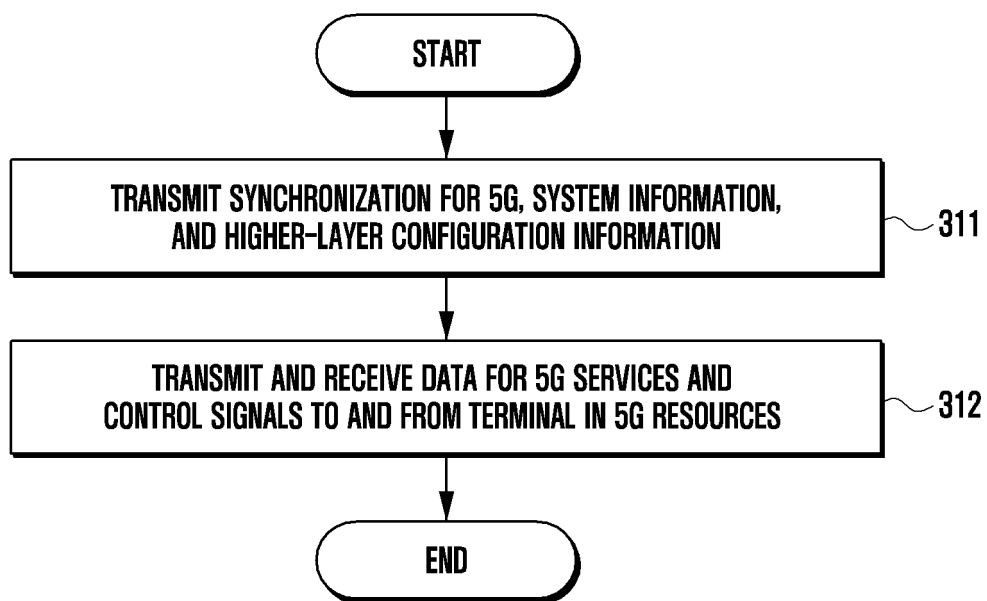 START
TRANSMIT SYNCHRONIZATION FOR 5G, SYSTEM INFORMATION,
AND HIGHER-LAYER CONFIGURATION INFORMATION
311
TRANSMIT AND RECEIVE DATA FOR 5G SERVICES AND
CONTROL SIGNALS TO AND FROM TERMINAL IN 5G RESOURCES
312
END